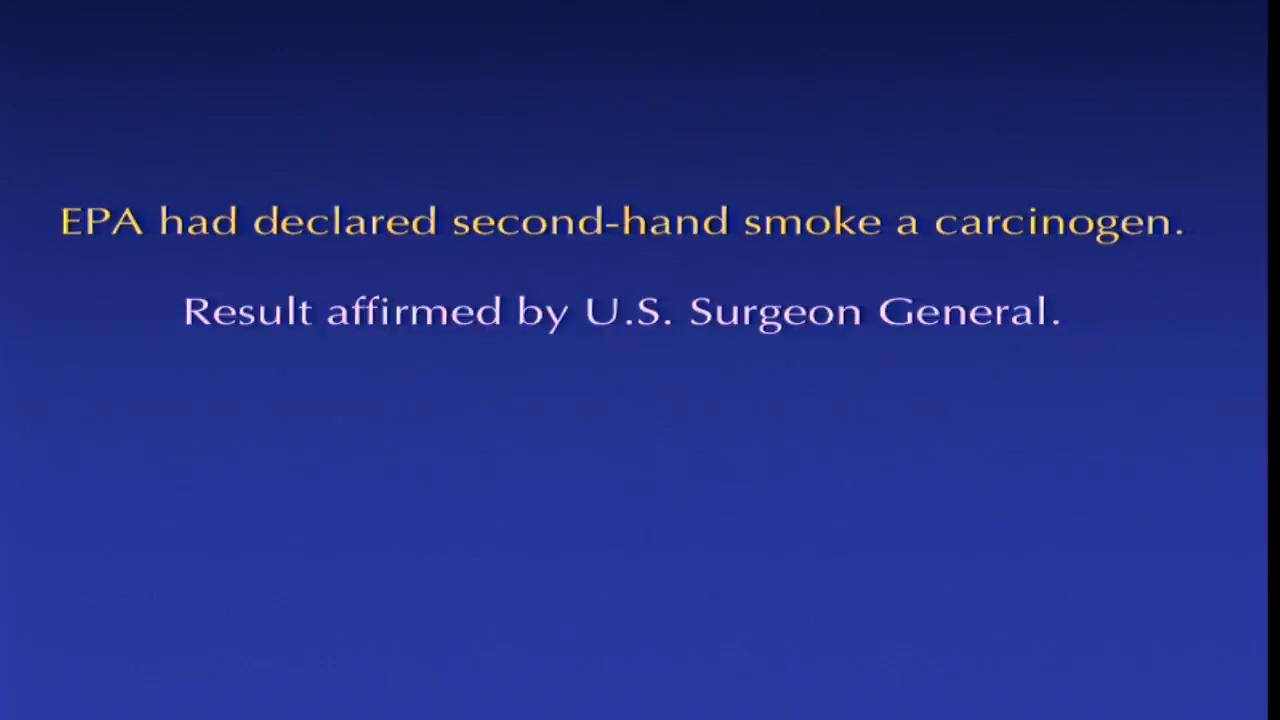 EPA had declared second-hand smoke a carcinogen.
Result affirmed by U.S. Surgeon General.